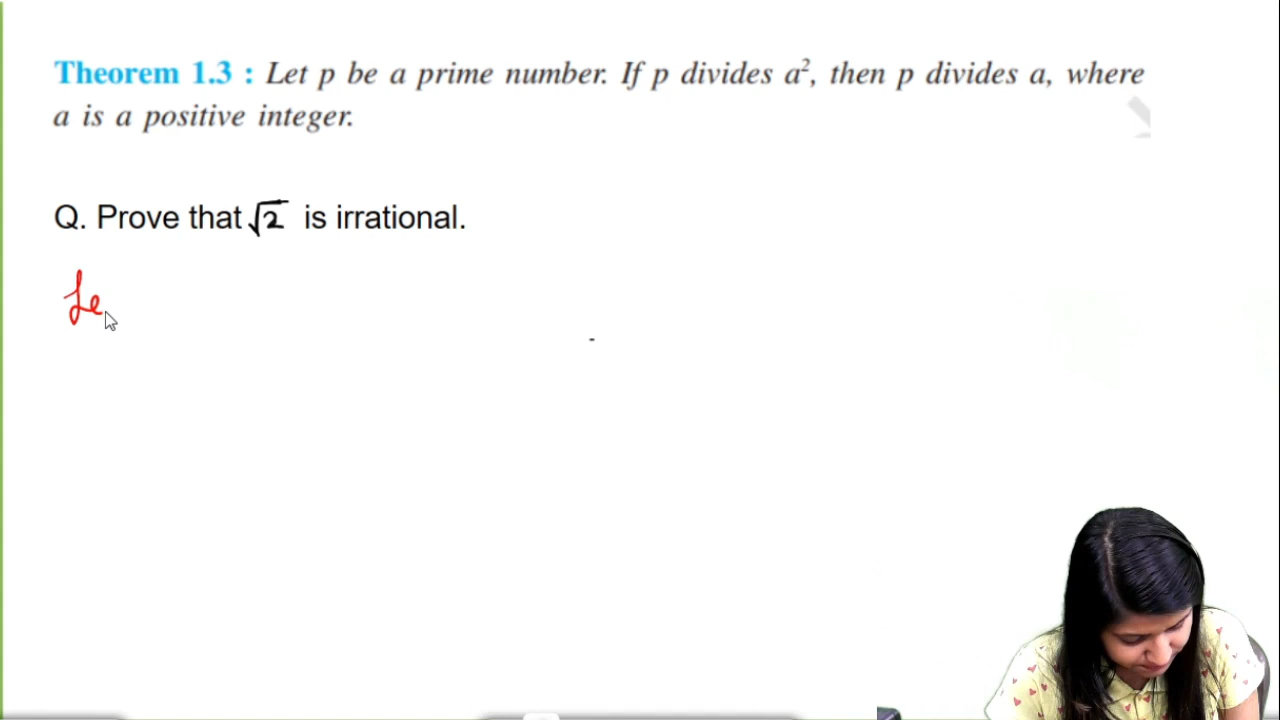 Theorem 1.3 : Let p be a prime number. If p divides a², then p divides a, where
a is a positive integer.
Q. Prove that √2 is irrational.
Le